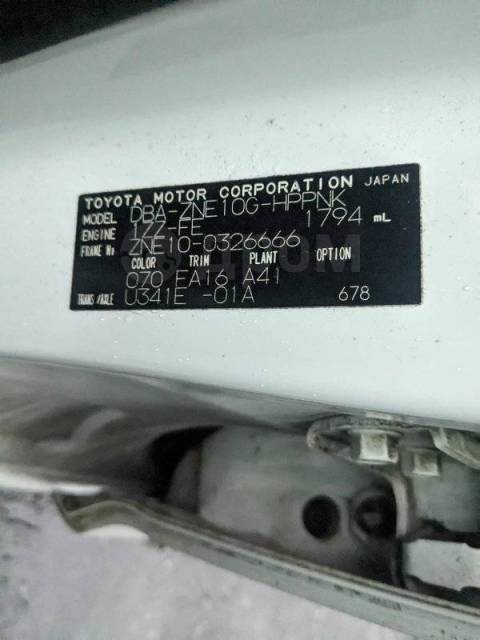 TOYOTA MOTOR CORPORATION JAPAN
MODEL DBA-ZNE10G-HPPNK
ENGINE 1ZZ-FE 1794 mL
FRAME No ZNE10-0326666
COLOR TRIM PLANT OPTION
070 EA16 A41
TRANS/AXLE U341E -01A 678